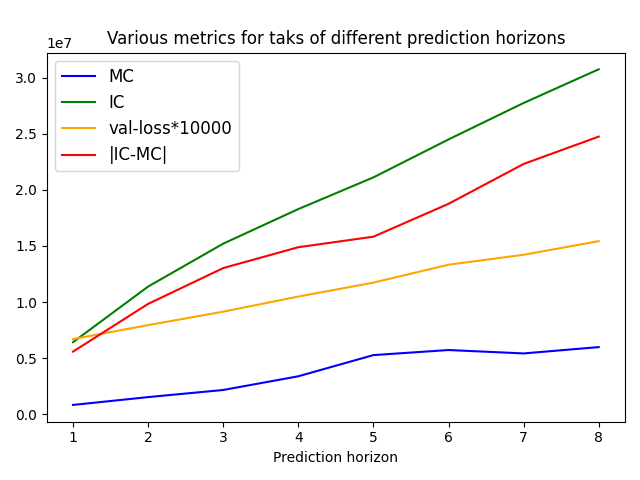 Various metrics for taks of different prediction horizons
1e7
MC
IC
val-loss*10000
|IC-MC|
3.0
2.5
2.0
1.5
1.0
0.5
0.0
1 2 3 4 5 6 7 8
Prediction horizon